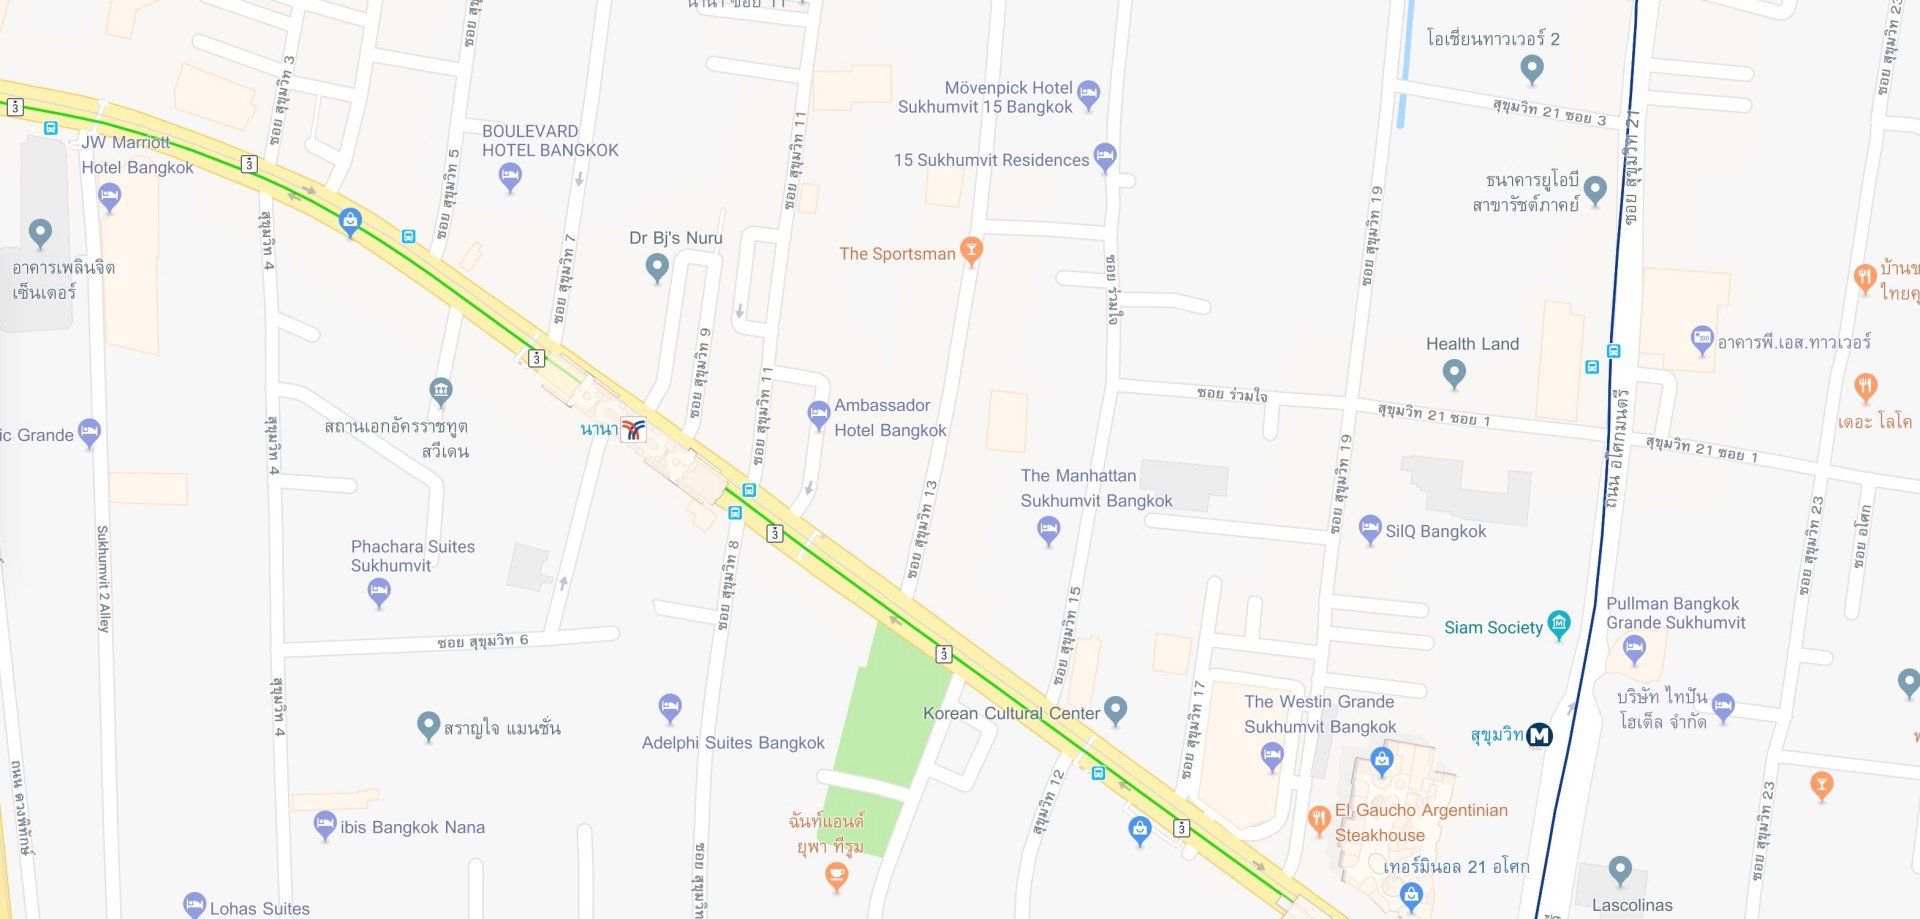 นานา ซอย 11
ซอย สุขุมวิท 23
โอเชี่ยนทาวเวอร์ 2
ซอย สุขุมวิท 3
Mövenpick Hotel
Sukhumvit 15 Bangkok
3
สุขุมวิท 21 ซอย 3
ซอย สุขุมวิท 21
JW Marriott
Hotel Bangkok
BOULEVARD
HOTEL BANGKOK
ซอย สุขุมวิท 11
3
15 Sukhumvit Residences
ธนาคารยูโอบี
สาขารัชต์ภาคย์
ซอย สุขุมวิท 5
ซอย สุขุมวิท 19
สุขุมวิท 4
Dr Bj's Nuru
The Sportsman
ซอย สุขุมวิท 7
ซอย ร่วมใจ
อาคารเพลินจิต
เซ็นเตอร์
Health Land
อาคารพี.เอส.ทาวเวอร์
3
ซอย สุขุมวิท 9
ซอย สุขุมวิท 11
ซอย ร่วมใจ
สุขุมวิท 21 ซอย 1
ถนน อโศกมนตรี
เดอะ โลโค
Ambassador
Hotel Bangkok
สถานเอกอัครราชทูต
สวีเดน
นานา
ic Grande
สุขุมวิท 4
ซอย สุขุมวิท 19
สุขุมวิท 21 ซอย 1
The Manhattan
Sukhumvit Bangkok
ซอย สุขุมวิท 13
3
SilQ Bangkok
ซอย สุขุมวิท 23
ซอย อโศก
Sukhumvit 2 Alley
Phachara Suites
Sukhumvit
ซอย สุขุมวิท 8
ซอย สุขุมวิท 15
Pullman Bangkok
Grande Sukhumvit
Siam Society
ซอย สุขุมวิท 6
3
สุขุมวิท 4
The Westin Grande
Sukhumvit Bangkok
บริษัท ไทปัน
โฮเต็ล จำกัด
Korean Cultural Center
ซอย สุขุมวิท 17
สราญใจ แมนชั่น
Adelphi Suites Bangkok
สุขุมวิท
M
ถนน ดวงพิทักษ์
สุขุมวิท 12
ซอย สุขุมวิท 23
ibis Bangkok Nana
ฉันท์แอนด์
ยุพา ทีรูม
3
El Gaucho Argentinian
Steakhouse
เทอร์มินอล 21 อโศก
Lohas Suites
Lascolinas